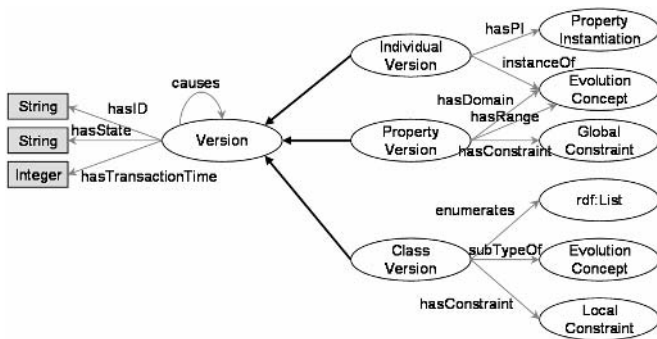 hasPI
Property
Instantiation
Individual
Version
instanceOf
causes
Evolution
Concept
hasDomain
hasRange
String
hasID
String
hasState
Version
Property
Version
hasConstraint
Global
Constraint
Integer
hasTransactionTime
enumerates
rdf:List
Class
Version
subTypeOf
Evolution
Concept
hasConstraint
Local
Constraint